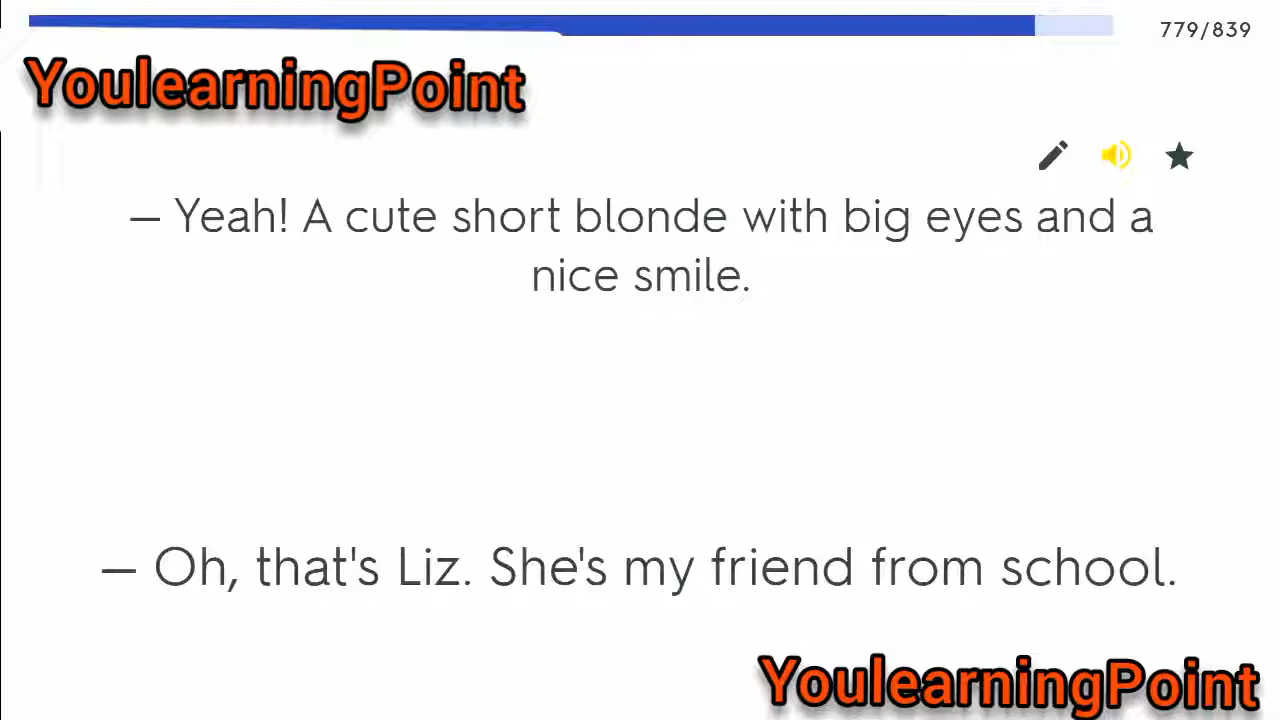 779/839
YoulearningPoint
– Yeah! A cute short blonde with big eyes and a
nice smile.
– Oh, that's Liz. She's my friend from school.
YoulearningPoint